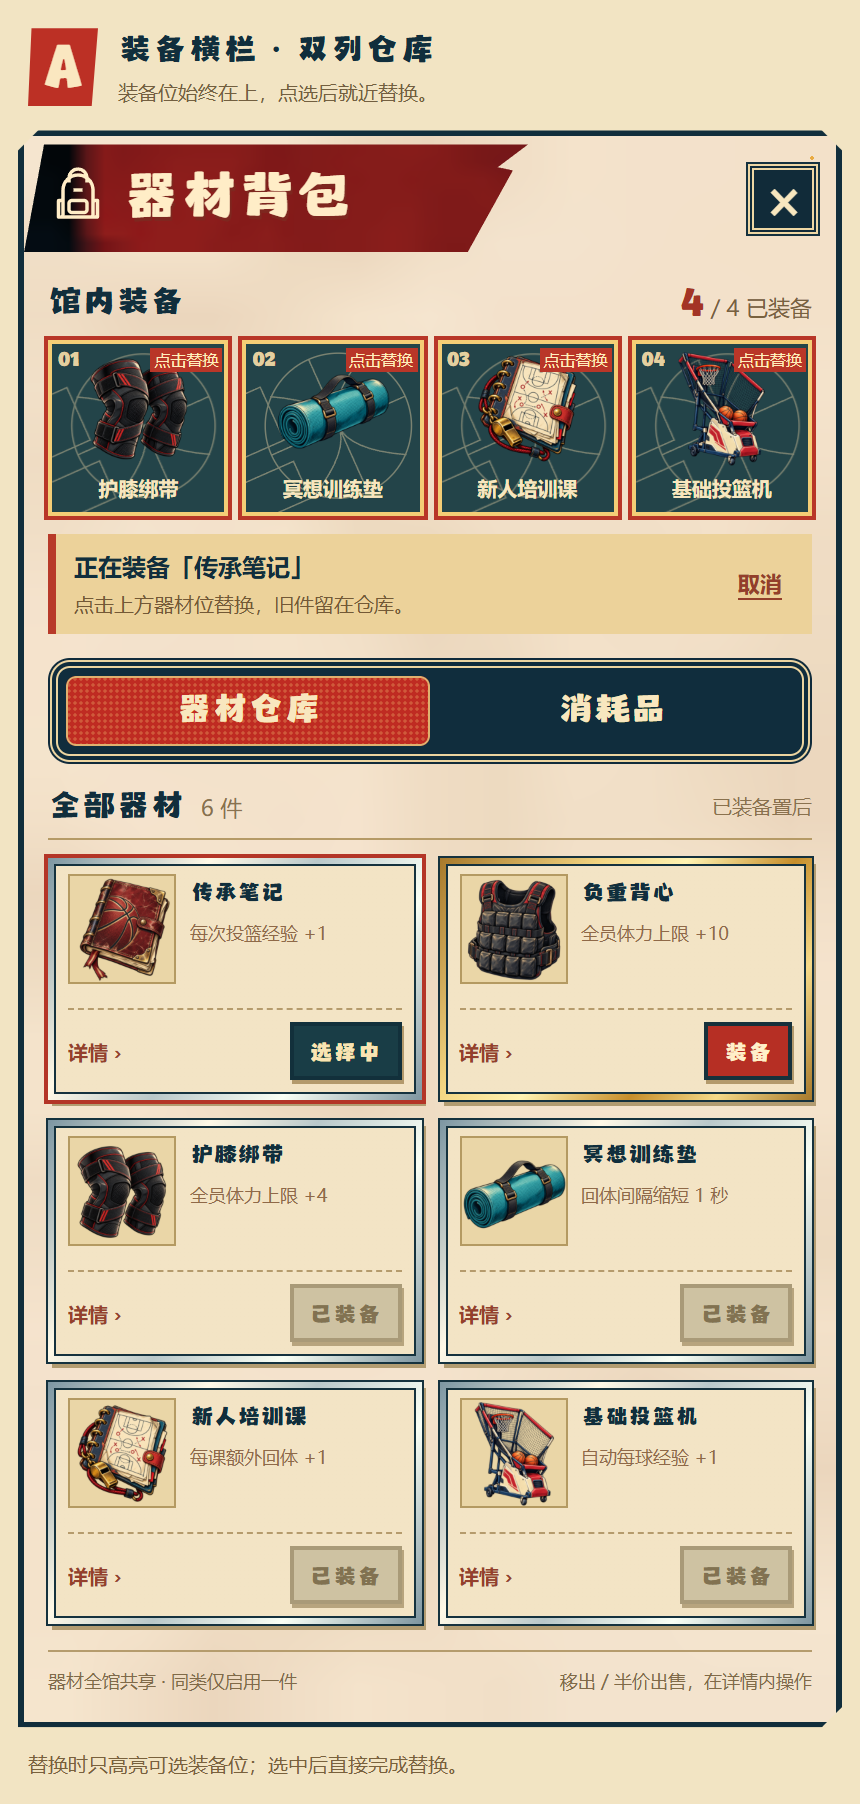 A
装备横栏 · 双列仓库
装备位始终在上，点选后就近替换。
器材背包
×
馆内装备
4 / 4 已装备
01 点击替换
护膝绑带
02 点击替换
冥想训练垫
03 点击替换
新人培训课
04 点击替换
基础投篮机
正在装备「传承笔记」
点击上方器材位替换，旧件留在仓库。
取消
器材仓库
消耗品
全部器材 6 件
已装备置后
传承笔记
每次投篮经验 +1
详情 ›
选择中
负重背心
全员体力上限 +10
详情 ›
装备
护膝绑带
全员体力上限 +4
详情 ›
已装备
冥想训练垫
回体间隔缩短 1 秒
详情 ›
已装备
新人培训课
每课额外回体 +1
详情 ›
已装备
基础投篮机
自动每球经验 +1
详情 ›
已装备
器材全馆共享 · 同类仅启用一件
移出 / 半价出售，在详情内操作
替换时只高亮可选装备位；选中后直接完成替换。